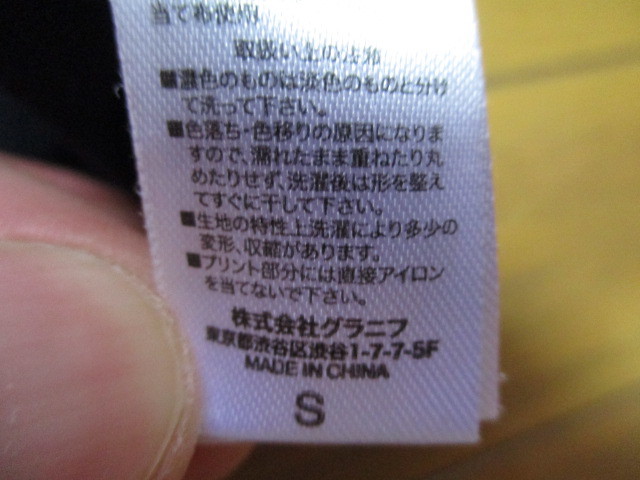 当て布使用
取扱い上の注意
■濃色のものは淡色のものと分け
て洗って下さい。
■色落ち・色移りの原因になりま
すので、濡れたまま重ねたり丸
めたりせず、洗濯後は形を整え
てすぐに干して下さい。
■生地の特性上洗濯により多少の
変形、収縮があります。
■プリント部分には直接アイロン
を当てないで下さい。
株式会社グラニフ
東京都渋谷区渋谷1-7-7-5F
MADE IN CHINA
S